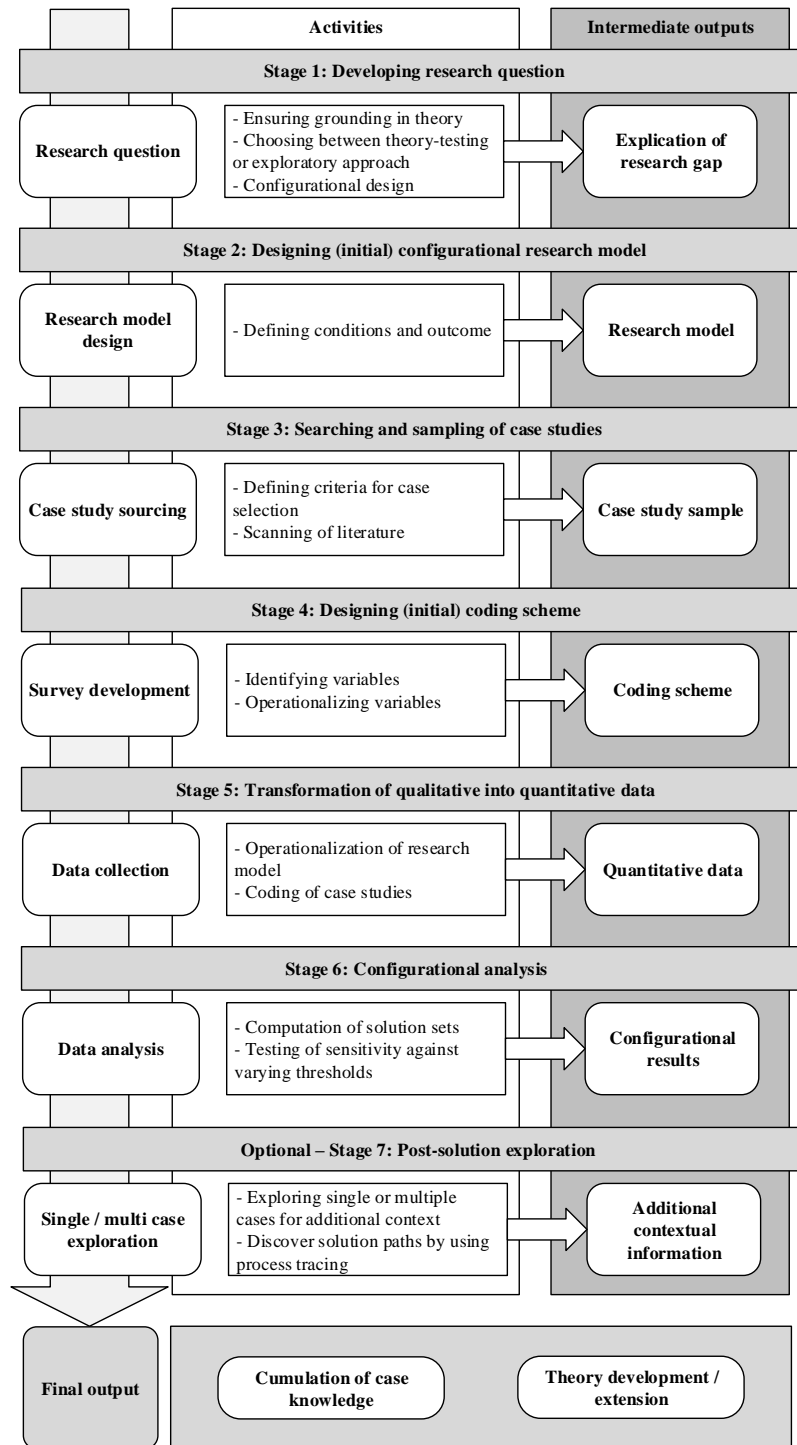 Activities
Intermediate outputs
Stage 1: Developing research question
Research question
- Ensuring grounding in theory
- Choosing between theory-testing
or exploratory approach
- Configurational design
Explication of
research gap
Stage 2: Designing (initial) configurational research model
Research model
design
- Defining conditions and outcome
Research model
Stage 3: Searching and sampling of case studies
Case study sourcing
- Defining criteria for case
selection
- Scanning of literature
Case study sample
Stage 4: Designing (initial) coding scheme
Survey development
- Identifying variables
- Operationalizing variables
Coding scheme
Stage 5: Transformation of qualitative into quantitative data
Data collection
- Operationalization of research
model
- Coding of case studies
Quantitative data
Stage 6: Configurational analysis
Data analysis
- Computation of solution sets
- Testing of sensitivity against
varying thresholds
Configurational
results
Optional – Stage 7: Post-solution exploration
Single / multi case
exploration
- Exploring single or multiple
cases for additional context
- Discover solution paths by using
process tracing
Additional
contextual
information
Final output
Cumulation of case
knowledge
Theory development /
extension